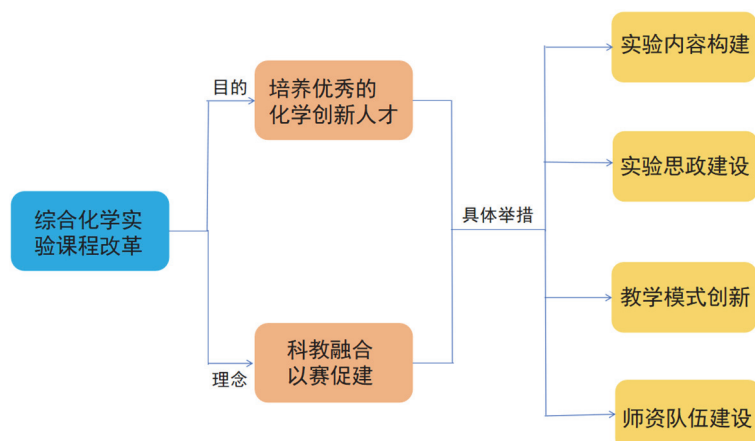 综合化学实
验课程改革
目的
培养优秀的
化学创新人才
理念
科教融合
以赛促建
具体举措
实验内容构建
实验思政建设
教学模式创新
师资队伍建设